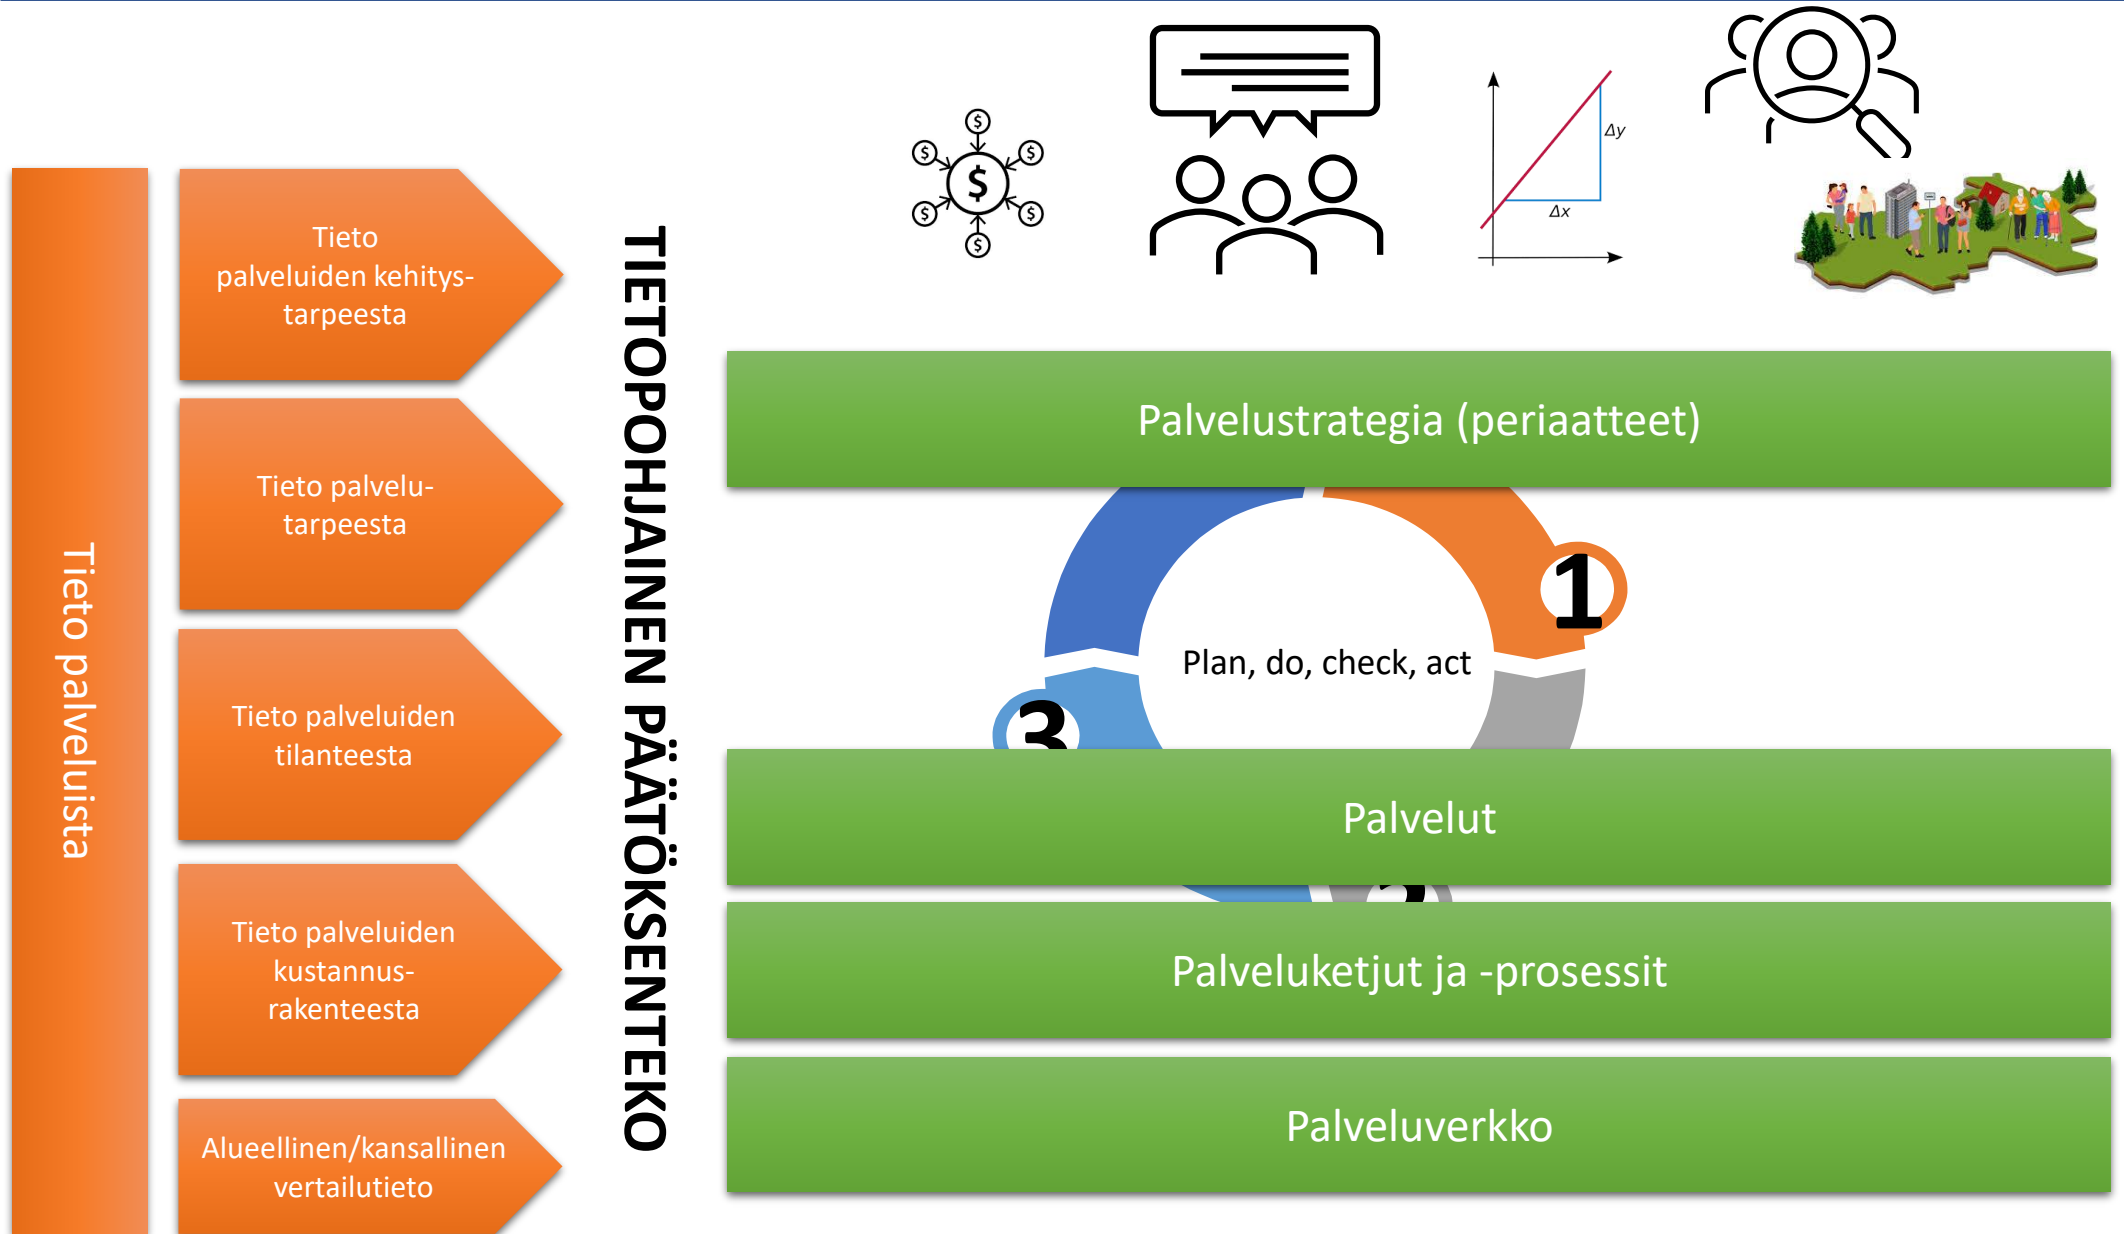 Tieto palveluista
Tieto
palveluiden kehitys-
tarpeesta
Tieto palvelu-
tarpeesta
Tieto palveluiden
tilanteesta
Tieto palveluiden
kustannus-
rakenteesta
Alueellinen/kansallinen
vertailutieto
TIETOPOHJAINEN PÄÄTÖKSENTEKO
$
$
$
$
$
$
$
Δy
Δx
Palvelustrategia (periaatteet)
1
Plan, do, check, act
3
Palvelut
Palveluketjut ja -prosessit
Palveluverkko